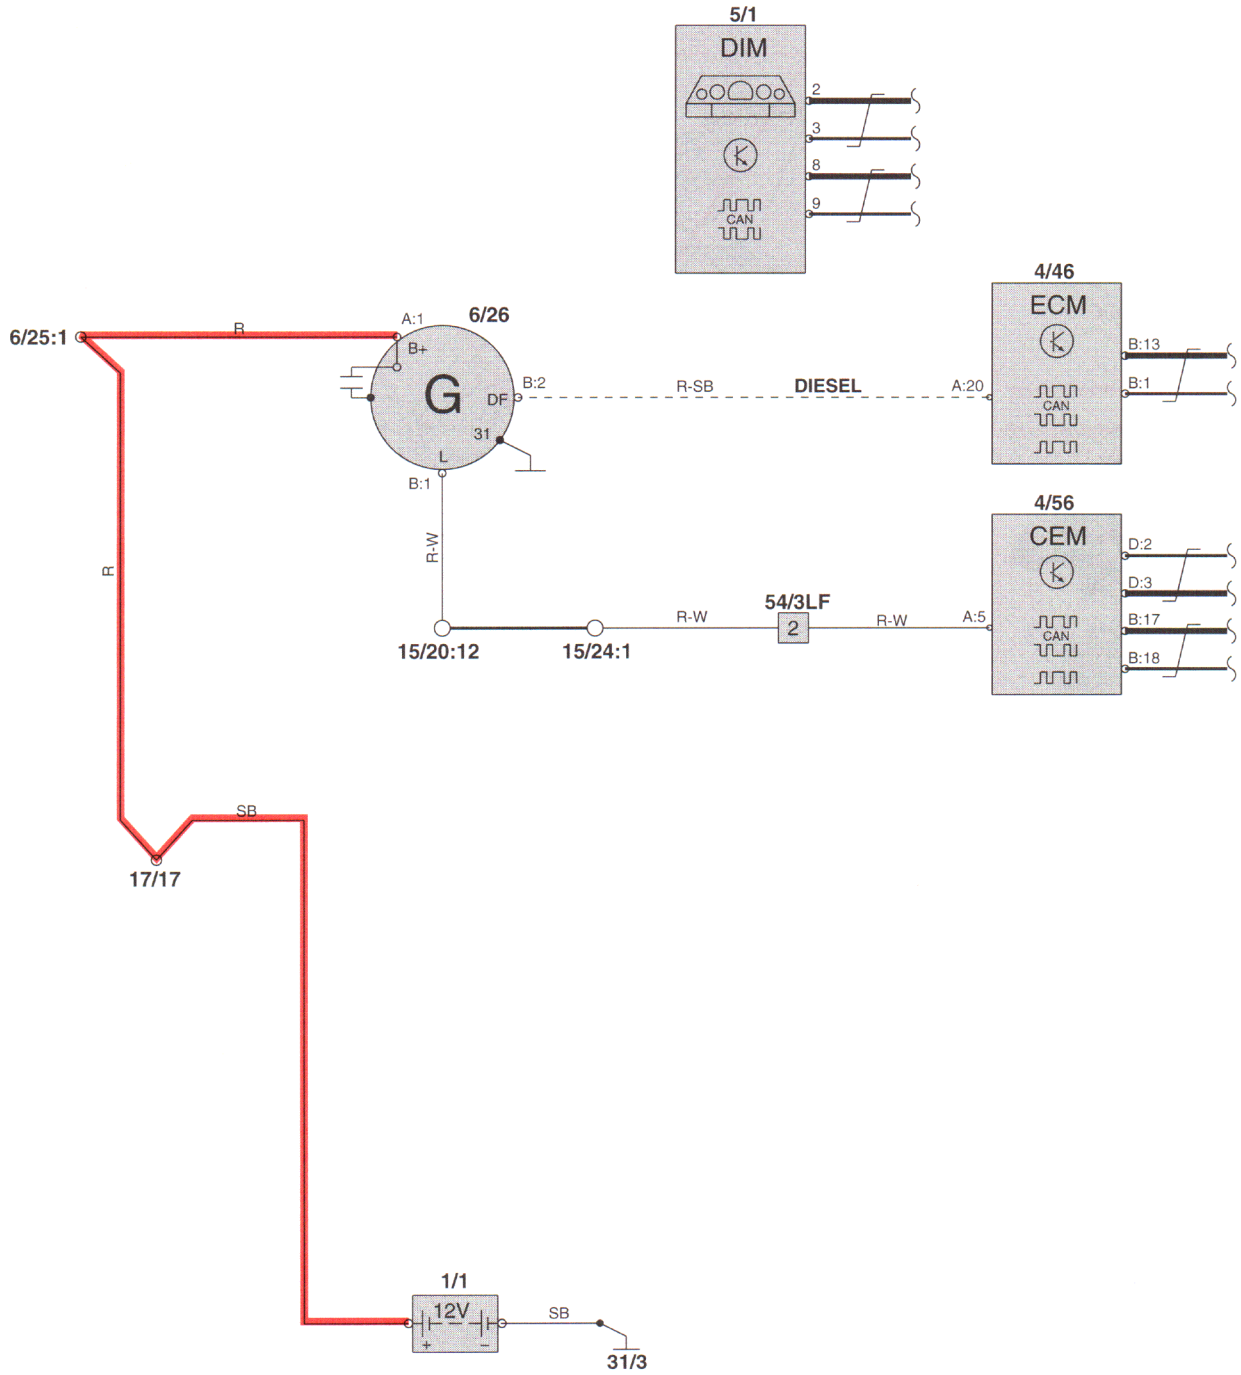 5/1
DIM
2
3
8
9
CAN
4/46
ECM
B:13
B:1
CAN
A:20
6/25:1
R
A:1
6/26
B+
G
DF
B:2
R-SB
DIESEL
31
L
B:1
R-W
R
15/20:12
15/24:1
R-W
54/3LF
2
R-W
A:5
4/56
CEM
D:2
D:3
B:17
B:18
CAN
SB
17/17
1/1
12V
+
−
SB
31/3